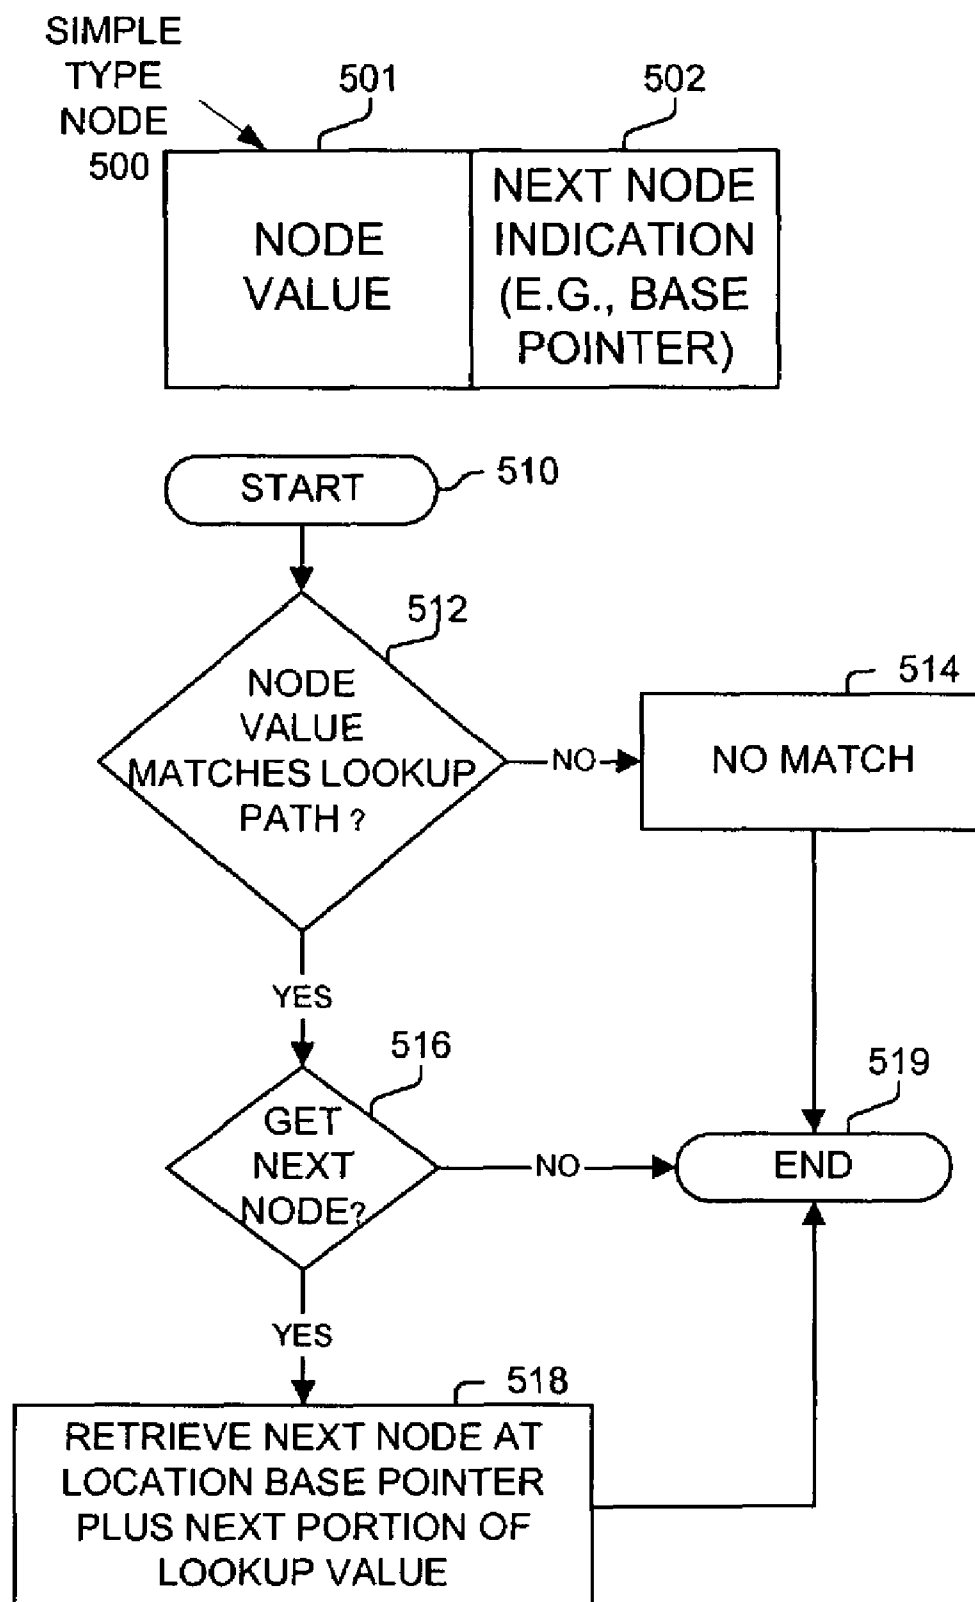 SIMPLE
TYPE
NODE
500
501
502
NODE
VALUE
NEXT NODE
INDICATION
(E.G., BASE
POINTER)
START
510
512
NODE
VALUE
MATCHES LOOKUP
PATH ?
NO
514
NO MATCH
YES
516
GET
NEXT
NODE?
NO
519
END
YES
518
RETRIEVE NEXT NODE AT
LOCATION BASE POINTER
PLUS NEXT PORTION OF
LOOKUP VALUE